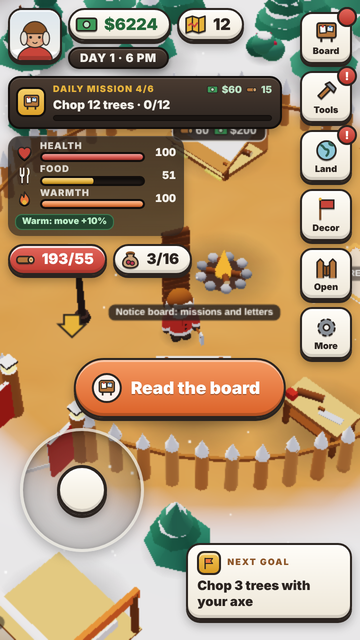 $6224
12
Board
DAY 1 · 6 PM
DAILY MISSION 4/6
$60
15
Chop 12 trees · 0/12
Tools
60 $200
HEALTH
100
FOOD
51
WARMTH
100
Warm: move +10%
Land
Decor
193/55
3/16
Open
Notice board: missions and letters
More
Read the board
NEXT GOAL
Chop 3 trees with
your axe